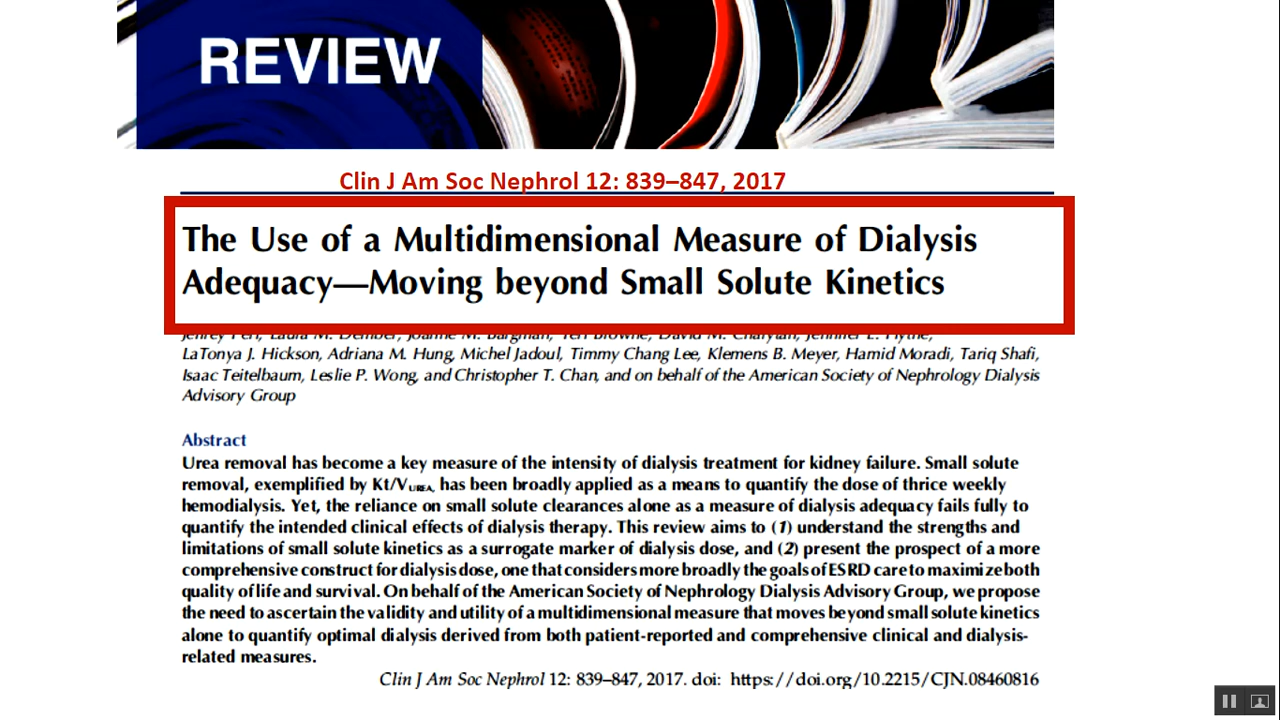 REVIEW
Clin J Am Soc Nephrol 12: 839–847, 2017
The Use of a Multidimensional Measure of Dialysis
Adequacy—Moving beyond Small Solute Kinetics
Jeffrey Perl, Laura M. Dember, Joanne M. Bargman, Teri Browne, David M. Charytan, Jennifer E. Flythe,
LaTonya J. Hickson, Adriana M. Hung, Michel Jadoul, Timmy Chang Lee, Klemens B. Meyer, Hamid Moradi, Tariq Shafi,
Isaac Teitelbaum, Leslie P. Wong, and Christopher T. Chan, and on behalf of the American Society of Nephrology Dialysis
Advisory Group
Abstract
Urea removal has become a key measure of the intensity of dialysis treatment for kidney failure. Small solute
removal, exemplified by Kt/VUREA, has been broadly applied as a means to quantify the dose of thrice weekly
hemodialysis. Yet, the reliance on small solute clearances alone as a measure of dialysis adequacy fails fully to
quantify the intended clinical effects of dialysis therapy. This review aims to (1) understand the strengths and
limitations of small solute kinetics as a surrogate marker of dialysis dose, and (2) present the prospect of a more
comprehensive construct for dialysis dose, one that considers more broadly the goals of ESRD care to maximize both
quality of life and survival. On behalf of the American Society of Nephrology Dialysis Advisory Group, we propose
the need to ascertain the validity and utility of a multidimensional measure that moves beyond small solute kinetics
alone to quantify optimal dialysis derived from both patient-reported and comprehensive clinical and dialysis-
related measures.
Clin J Am Soc Nephrol 12: 839–847, 2017. doi: https://doi.org/10.2215/CJN.08460816